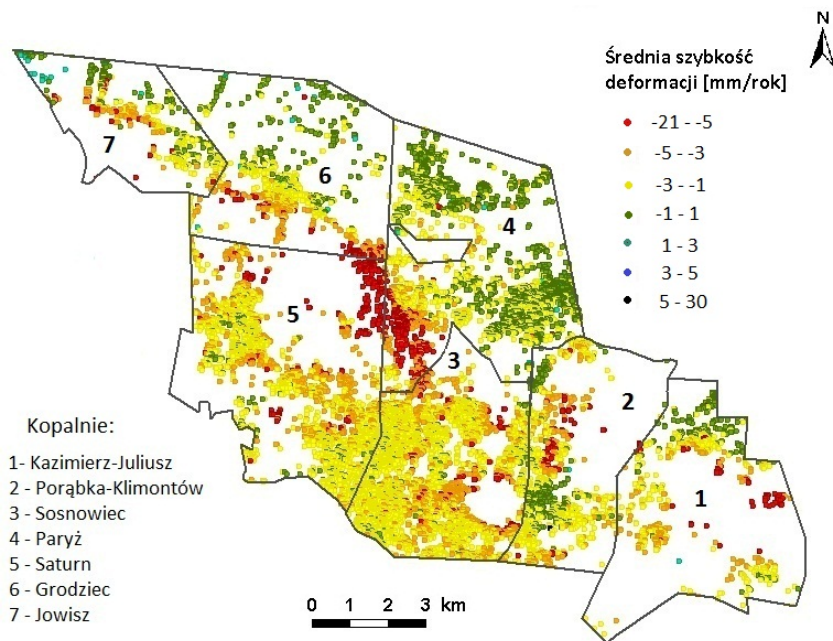 N
Średnia szybkość
deformacji [mm/rok]
-21 - -5
-5 - -3
-3 - -1
-1 - 1
1 - 3
3 - 5
5 - 30
7
6
4
5
3
2
1
Kopalnie:
1- Kazimierz-Juliusz
2 - Porąbka-Klimontów
3 - Sosnowiec
4 - Paryż
5 - Saturn
6 - Grodziec
7 - Jowisz
0 1 2 3 km